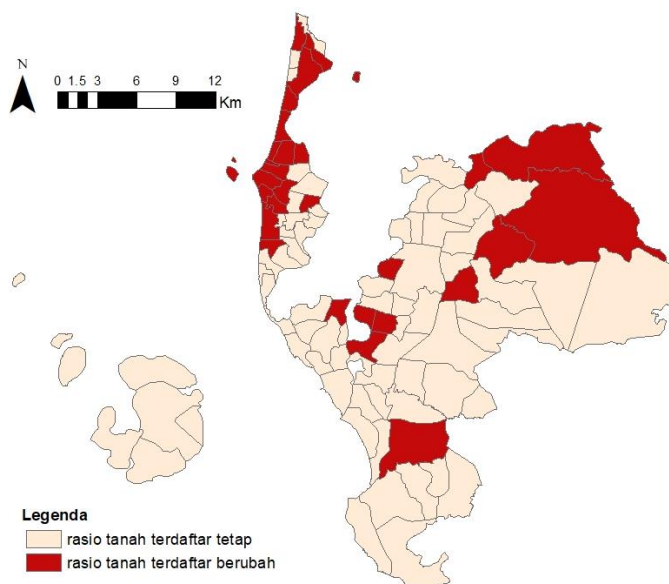 N
0 1.5 3 6 9 12
Km
Legenda
rasio tanah terdaftar tetap
rasio tanah terdaftar berubah